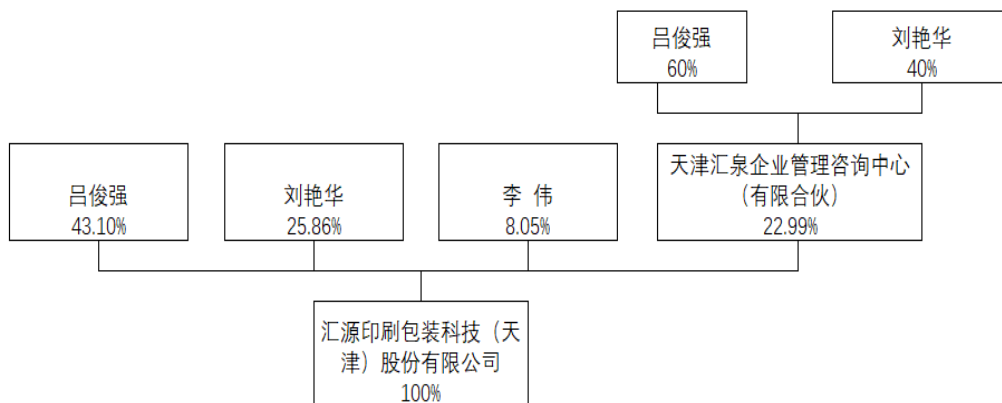 吕俊强
60%
刘艳华
40%
吕俊强
43.10%
刘艳华
25.86%
李 伟
8.05%
天津汇泉企业管理咨询中心
（有限合伙）
22.99%
汇源印刷包装科技（天
津）股份有限公司
100%